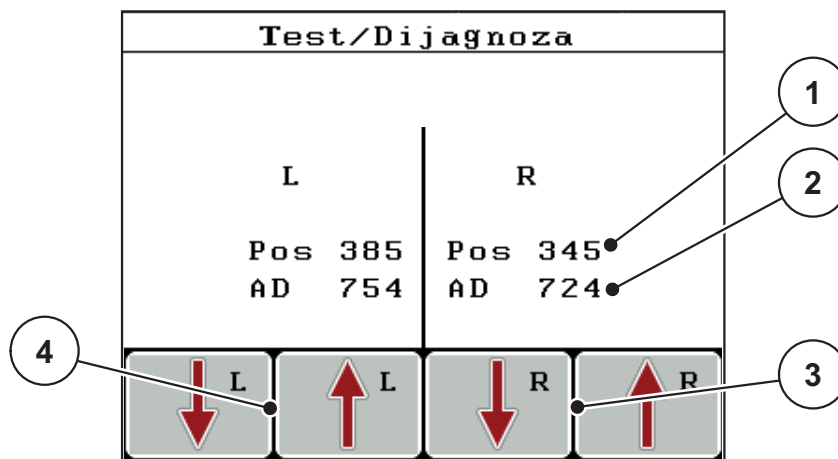 Test/Dijagnoza
1
L R
2
Pos 385 Pos 345
AD 754 AD 724
4
L L R R
3